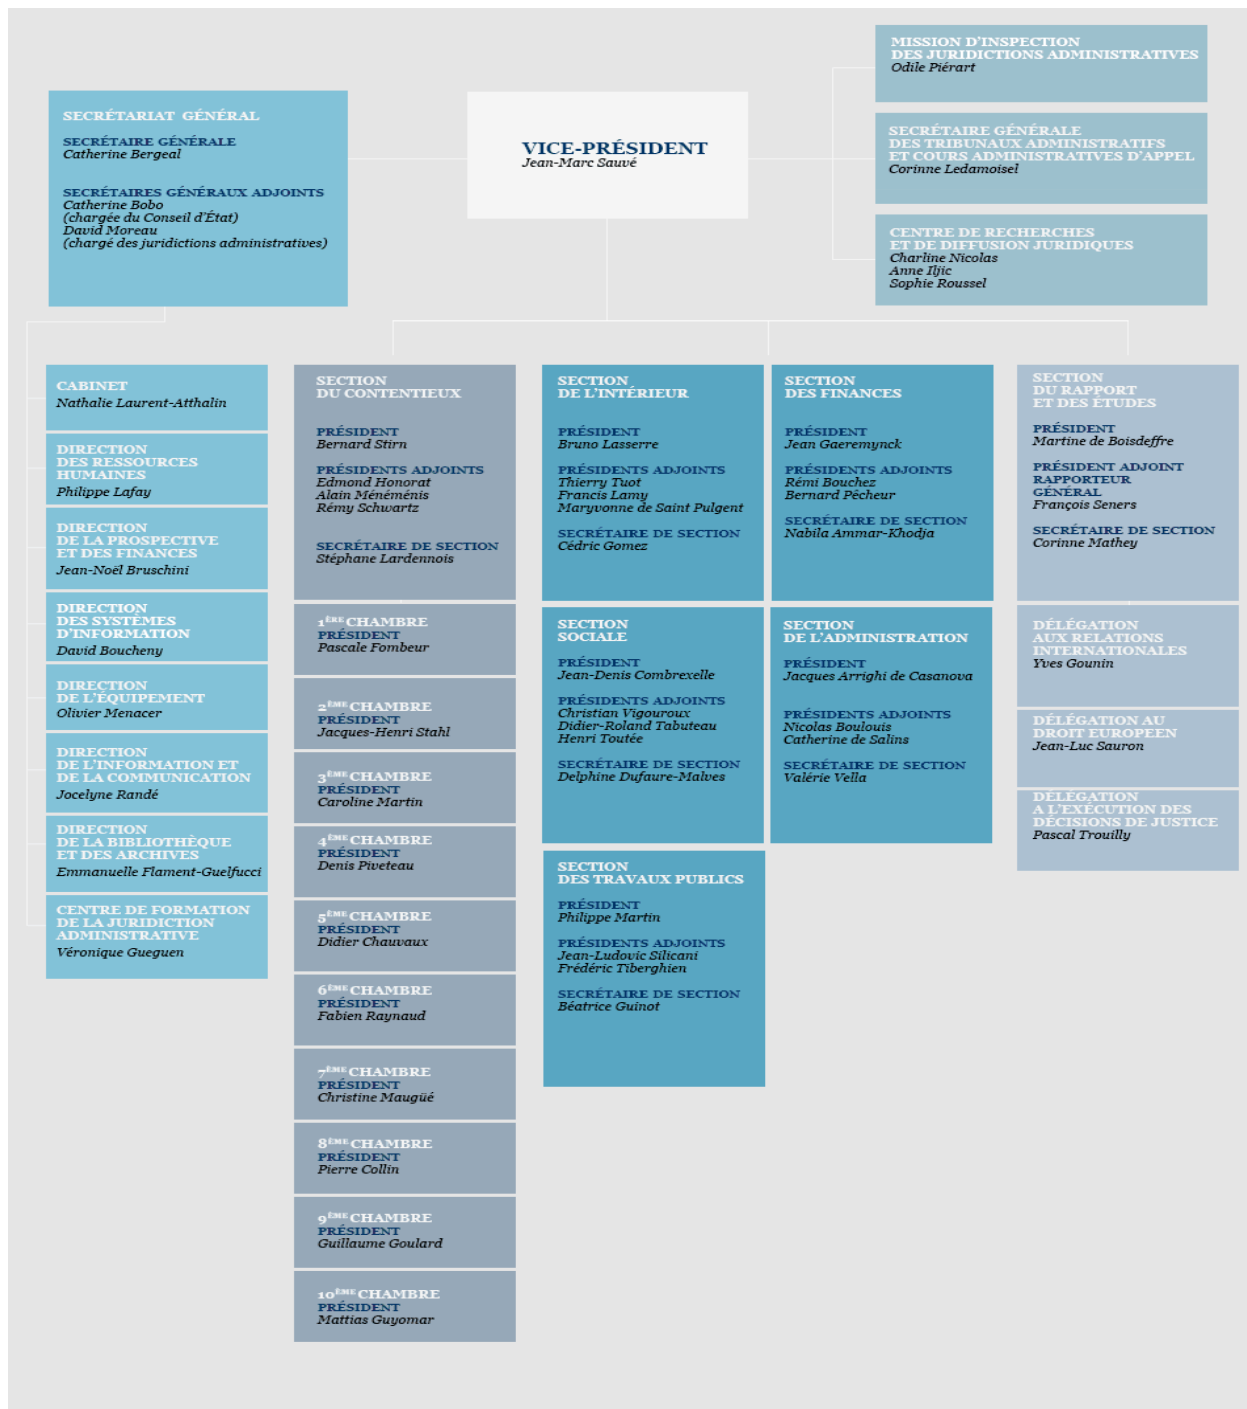 SECRÉTARIAT GÉNÉRAL
SECRÉTAIRE GÉNÉRALE
Catherine Bergeal
SECRÉTAIRES GÉNÉRAUX ADJOINTS
Catherine Bobo
(chargée du Conseil d'État)
David Moreau
(chargé des juridictions administratives)
VICE-PRÉSIDENT
Jean-Marc Sauvé
MISSION D'INSPECTION
DES JURIDICTIONS ADMINISTRATIVES
Odile Piérart
SECRÉTAIRE GÉNÉRALE
DES TRIBUNAUX ADMINISTRATIFS
ET COURS ADMINISTRATIVES D'APPEL
Corinne Ledamoisel
CENTRE DE RECHERCHES
ET DE DIFFUSION JURIDIQUES
Charline Nicolas
Anne Iljic
Sophie Roussel
CABINET
Nathalie Laurent-Atthalin
DIRECTION
DES RESSOURCES
HUMAINES
Philippe Lafay
DIRECTION
DE LA PROSPECTIVE
ET DES FINANCES
Jean-Noël Bruschini
DIRECTION
DES SYSTÈMES
D'INFORMATION
David Boucheny
DIRECTION
DE L'ÉQUIPEMENT
Olivier Menacer
DIRECTION
DE L'INFORMATION ET
DE LA COMMUNICATION
Jocelyne Randé
DIRECTION
DE LA BIBLIOTHÈQUE
ET DES ARCHIVES
Emmanuelle Flament-Guelfucci
CENTRE DE FORMATION
DE LA JURIDICTION
ADMINISTRATIVE
Véronique Gueguen
SECTION
DU CONTENTIEUX
PRÉSIDENT
Bernard Stirn
PRÉSIDENTS ADJOINTS
Edmond Honorat
Alain Ménéménis
Rémy Schwartz
SECRÉTAIRE DE SECTION
Stéphane Lardennois
1ÈRE CHAMBRE
PRÉSIDENT
Pascale Fombeur
2ÈME CHAMBRE
PRÉSIDENT
Jacques-Henri Stahl
3ÈME CHAMBRE
PRÉSIDENT
Caroline Martin
4ÈME CHAMBRE
PRÉSIDENT
Denis Piveteau
5ÈME CHAMBRE
PRÉSIDENT
Didier Chauvaux
6ÈME CHAMBRE
PRÉSIDENT
Fabien Raynaud
7ÈME CHAMBRE
PRÉSIDENT
Christine Maugüé
8ÈME CHAMBRE
PRÉSIDENT
Pierre Collin
9ÈME CHAMBRE
PRÉSIDENT
Guillaume Goulard
10ÈME CHAMBRE
PRÉSIDENT
Mattias Guyomar
SECTION
DE L'INTÉRIEUR
PRÉSIDENT
Bruno Lasserre
PRÉSIDENTS ADJOINTS
Thierry Tuot
Francis Lamy
Maryvonne de Saint Pulgent
SECRÉTAIRE DE SECTION
Cédric Gomez
SECTION
DES FINANCES
PRÉSIDENT
Jean Gaeremynck
PRÉSIDENTS ADJOINTS
Rémi Bouchez
Bernard Pêcheur
SECRÉTAIRE DE SECTION
Nabila Ammar-Khodja
SECTION
SOCIALE
PRÉSIDENT
Jean-Denis Combrexelle
PRÉSIDENTS ADJOINTS
Christian Vigouroux
Didier-Roland Tabuteau
Henri Toutée
SECRÉTAIRE DE SECTION
Delphine Dufaure-Malves
SECTION
DE L'ADMINISTRATION
PRÉSIDENT
Jacques Arrighi de Casanova
PRÉSIDENTS ADJOINTS
Nicolas Boulouis
Catherine de Salins
SECRÉTAIRE DE SECTION
Valérie Vella
SECTION
DES TRAVAUX PUBLICS
PRÉSIDENT
Philippe Martin
PRÉSIDENTS ADJOINTS
Jean-Ludovic Silicani
Frédéric Tiberghien
SECRÉTAIRE DE SECTION
Béatrice Guinot
SECTION
DU RAPPORT
ET DES ÉTUDES
PRÉSIDENT
Martine de Boisdeffre
PRÉSIDENT ADJOINT
RAPPORTEUR
GÉNÉRAL
François Seners
SECRÉTAIRE DE SECTION
Corinne Mathey
DÉLÉGATION
AUX RELATIONS
INTERNATIONALES
Yves Gounin
DÉLÉGATION AU
DROIT EUROPEEN
Jean-Luc Sauron
DÉLÉGATION
A L'EXÉCUTION DES
DÉCISIONS DE JUSTICE
Pascal Trouilly